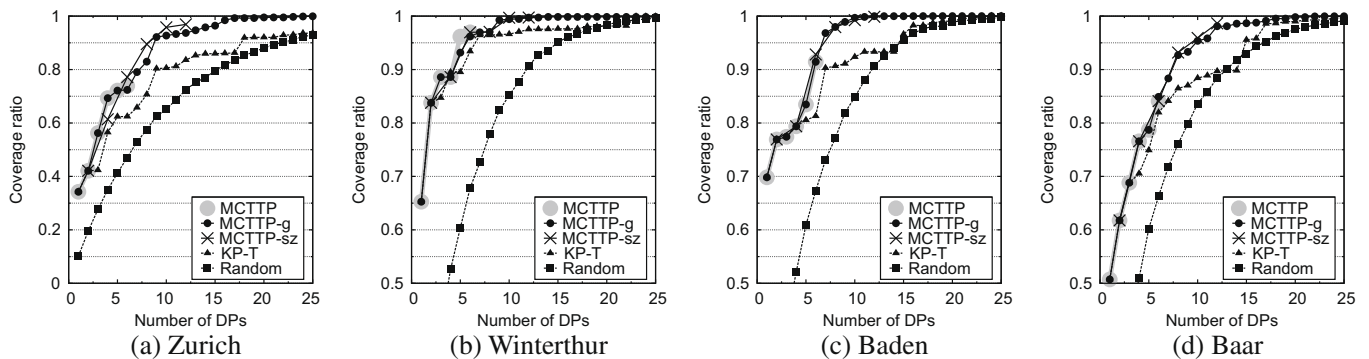 1
0.8
0.6
0.4
0.2
0
Coverage ratio
0 5 10 15 20 25
Number of DPs
MCTTP
MCTTP-g
MCTTP-sz
KP-T
Random
(a) Zurich
1
0.9
0.8
0.7
0.6
0.5
Coverage ratio
0 5 10 15 20 25
Number of DPs
MCTTP
MCTTP-g
MCTTP-sz
KP-T
Random
(b) Winterthur
1
0.9
0.8
0.7
0.6
0.5
Coverage ratio
0 5 10 15 20 25
Number of DPs
MCTTP
MCTTP-g
MCTTP-sz
KP-T
Random
(c) Baden
1
0.9
0.8
0.7
0.6
0.5
Coverage ratio
0 5 10 15 20 25
Number of DPs
MCTTP
MCTTP-g
MCTTP-sz
KP-T
Random
(d) Baar